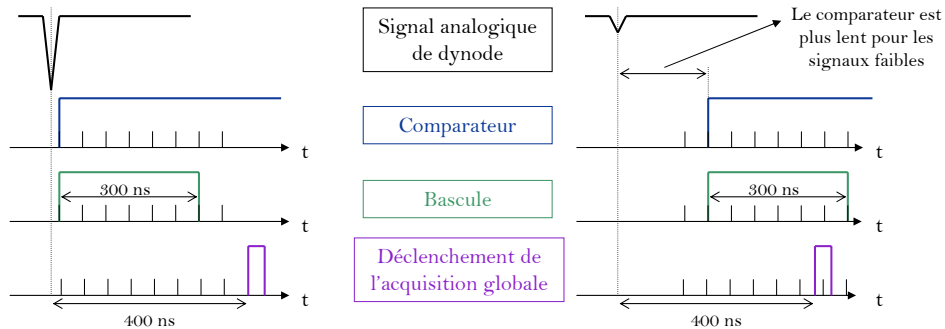 Signal analogique
de dynode
Le comparateur est
plus lent pour les
signaux faibles
Comparateur
t
t
300 ns
Bascule
t
300 ns
t
Déclenchement de
l'acquisition globale
t
400 ns
t
400 ns